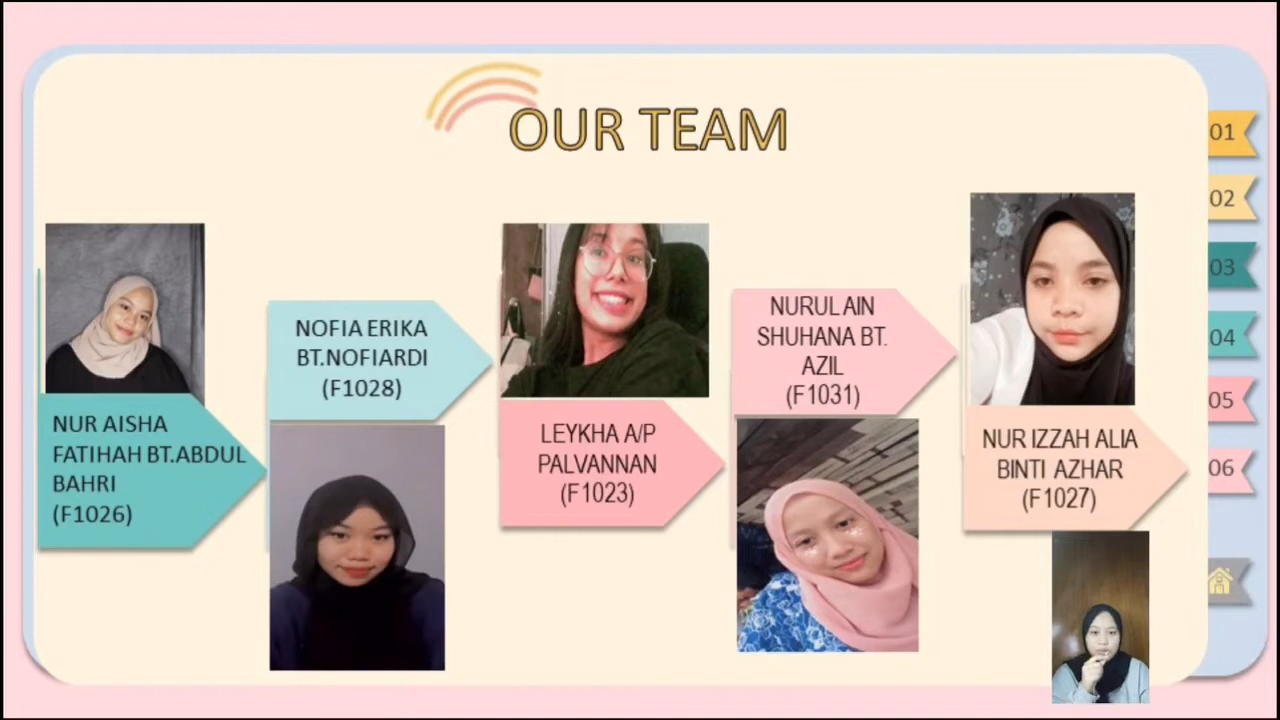 OUR TEAM
NUR AISHA
FATIHAH BT.ABDUL
BAHRI
(F1026)
NOFIA ERIKA
BT.NOFIARDI
(F1028)
LEYKHA A/P
PALVANNAN
(F1023)
NURUL AIN
SHUHANA BT.
AZIL
(F1031)
NUR IZZAH ALIA
BINTI AZHAR
(F1027)
01
02
03
04
05
06